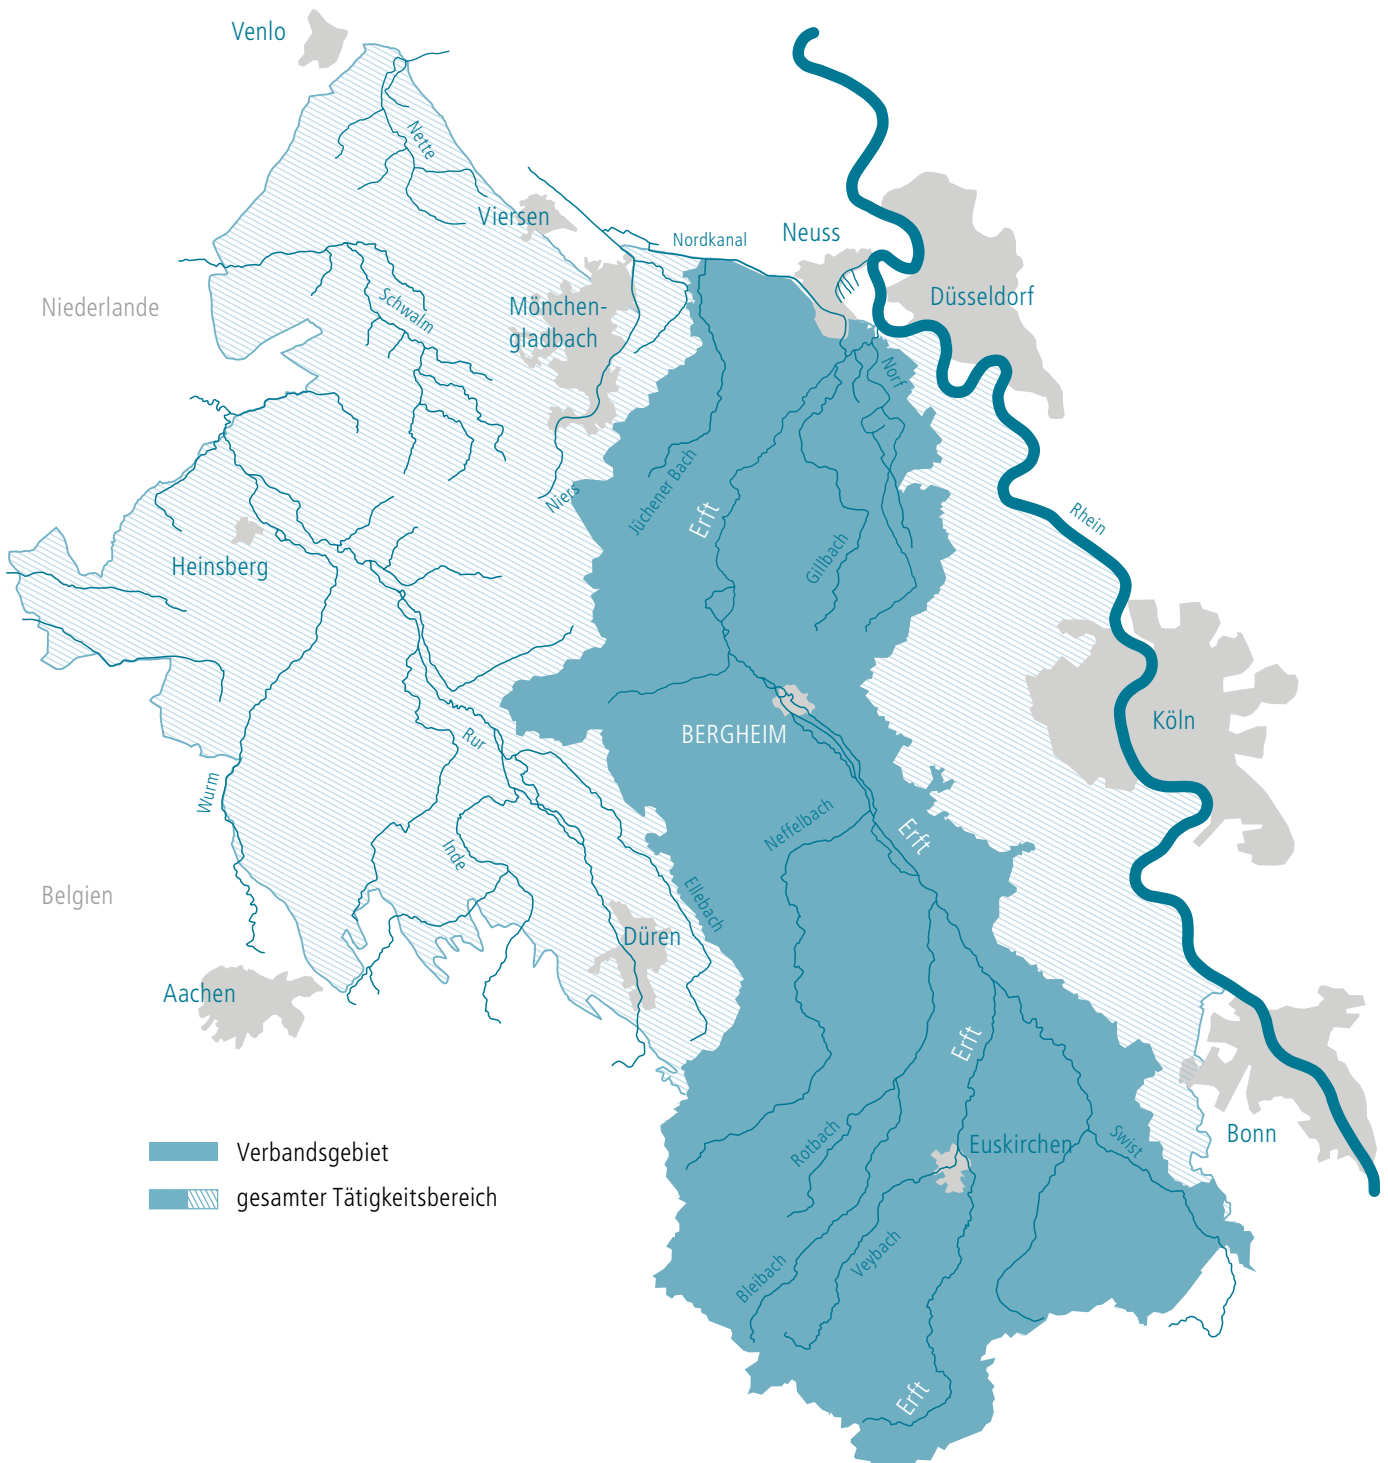 Venlo
Nette
Viersen
Nordkanal
Neuss
Niederlande
Schwalm
Mönchen-
gladbach
Düsseldorf
Norf
Niers
Jüchener Bach
Erft
Rhein
Heinsberg
Gillbach
Rur
BERGHEIM
Köln
Wurm
Inde
Neffelbach
Erft
Belgien
Ellebach
Düren
Aachen
Erft
Rotbach
Euskirchen
Swist
Bonn
Verbandsgebiet
gesamter Tätigkeitsbereich
Bleibach
Veybach
Erft